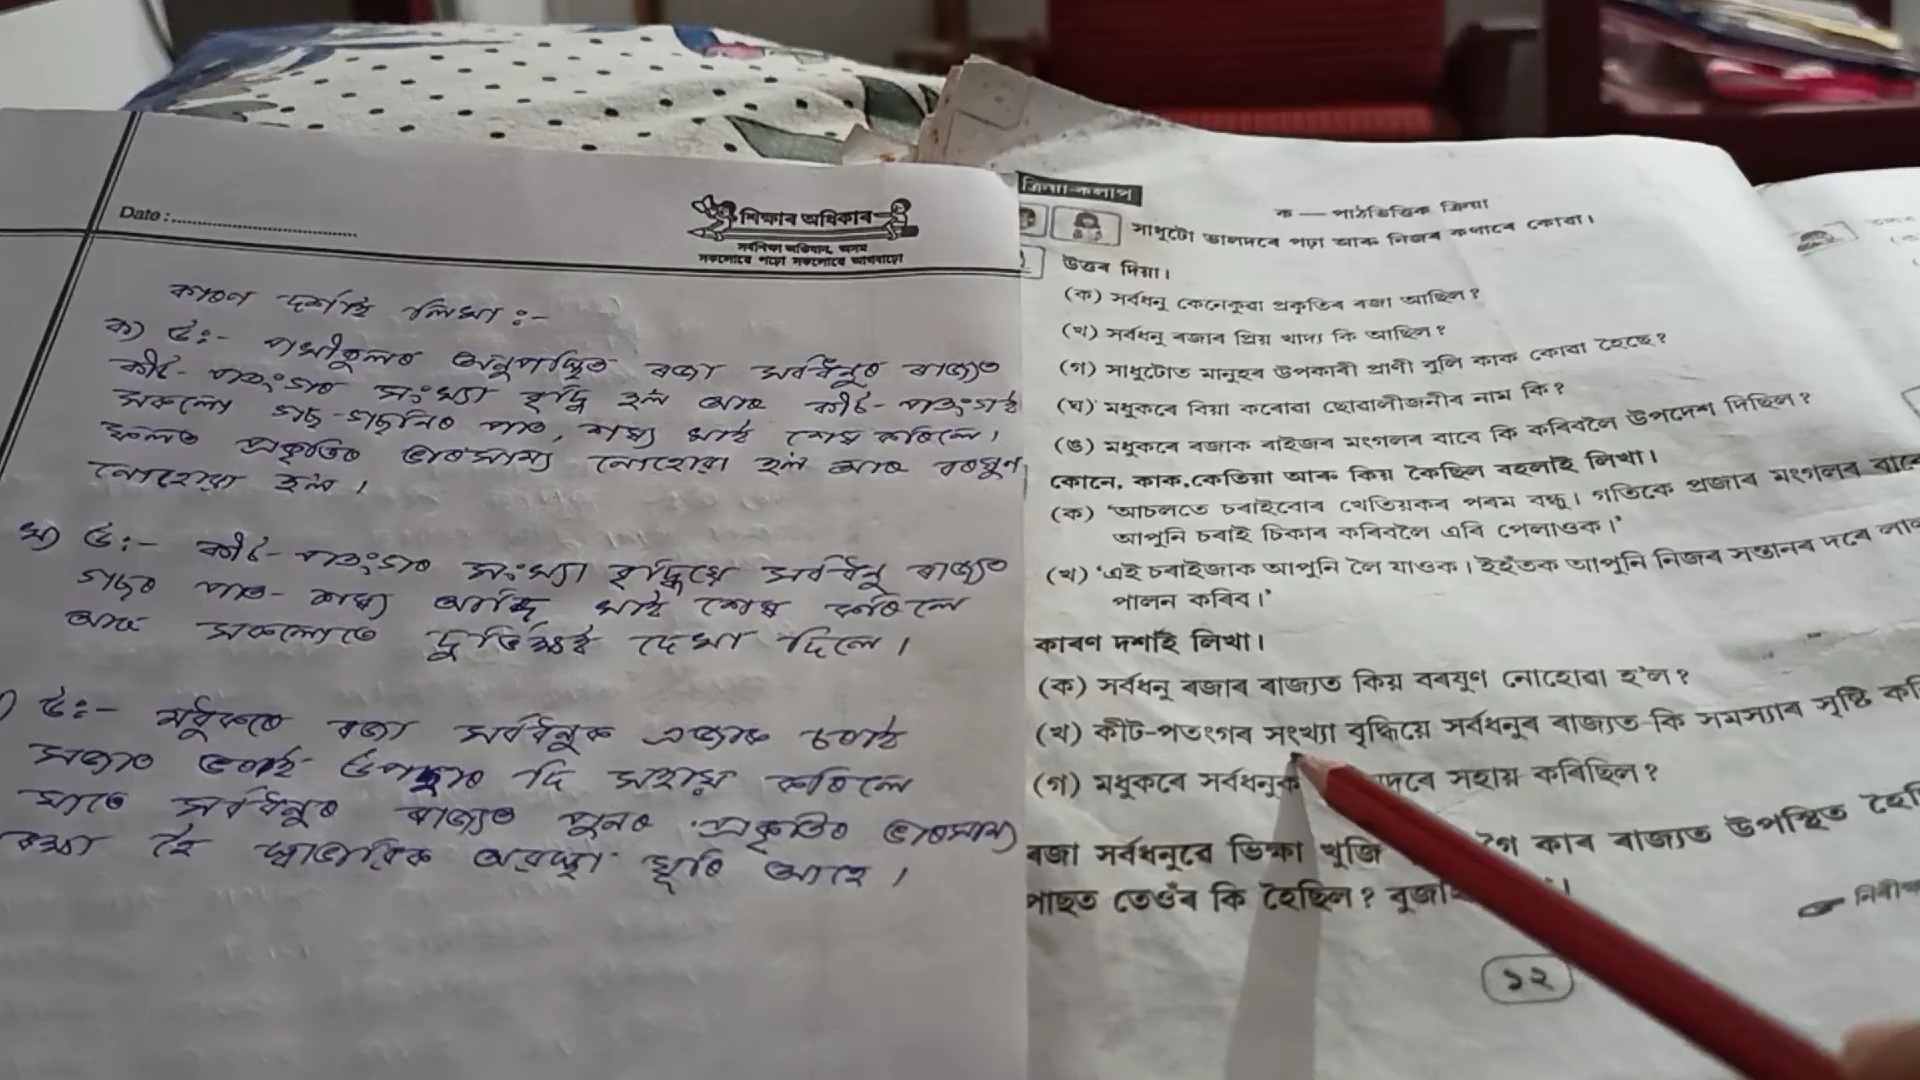 Date :
শিক্ষাৰ অধিকাৰ
সৰ্বশিক্ষা অভিযান, অসম
সকলোৱে পঢ়ো সকলোৱে আগবাঢ়ো
কাৰণ দৰ্শাই লিখা :-
ক) উঃ- পখীকুলৰ অনুপস্থিত ৰজা সৰ্বধনুৰ ৰাজ্যত
কীট-পতংগৰ সংখ্যা বৃদ্ধি হ'ল আৰু কীট-পতংগই
সকলো গছ-গছনিৰ পাত, শস্য খাই শেষ কৰিলে।
ফলত প্ৰকৃতিৰ ভাৰসাম্য নোহোৱা হ'ল আৰু বৰষুণ
নোহোৱা হ'ল।
খ) উঃ- কীট-পতংগৰ সংখ্যা বৃদ্ধিয়ে সৰ্বধনু ৰাজ্যত
গছৰ পাত-শস্য আদি খাই শেষ কৰিলে
আৰু সকলোতে দুৰ্ভিক্ষই দেখা দিলে।
) উঃ- মধুকৰে ৰজা সৰ্বধনুক এজাক চৰাই
সজাত ভৰাই উপহাৰ দি সহায় কৰিলে
যাতে সৰ্বধনুৰ ৰাজ্যত পুনৰ প্ৰকৃতিৰ ভাৰসাম্য
ৰক্ষা হৈ স্বাভাৱিক অৱস্থা ঘূৰি আহে।
ক্ৰিয়া-কলাপ
ক — পাঠভিত্তিক ক্ৰিয়া
সাধুটো ভালদৰে পঢ়া আৰু নিজৰ কথাৰে কোৱা।
উত্তৰ দিয়া।
(ক) সৰ্বধনু কেনেকুৱা প্ৰকৃতিৰ ৰজা আছিল?
(খ) সৰ্বধনু ৰজাৰ প্ৰিয় খাদ্য কি আছিল?
(গ) সাধুটোত মানুহৰ উপকাৰী প্ৰাণী বুলি কাক কোৱা হৈছে?
(ঘ) মধুকৰে বিয়া কৰোৱা ছোৱালীজনীৰ নাম কি?
(ঙ) মধুকৰে ৰজাক ৰাইজৰ মংগলৰ বাবে কি কৰিবলৈ উপদেশ দিছিল?
কোনে, কাক, কেতিয়া আৰু কিয় কৈছিল বহলাই লিখা।
(ক) 'আচলতে চৰাইবোৰ খেতিয়কৰ পৰম বন্ধু। গতিকে প্ৰজাৰ মংগলৰ বাবে
আপুনি চৰাই চিকাৰ কৰিবলৈ এৰি পেলাওক।'
(খ) 'এই চৰাইজাক আপুনি লৈ যাওক। ইহঁতক আপুনি নিজৰ সন্তানৰ দৰে
পালন কৰিব।'
কাৰণ দৰ্শাই লিখা।
(ক) সৰ্বধনু ৰজাৰ ৰাজ্যত কিয় বৰষুণ নোহোৱা হ'ল?
(খ) কীট-পতংগৰ সংখ্যা বৃদ্ধিয়ে সৰ্বধনুৰ ৰাজ্যত কি সমস্যাৰ সৃষ্টি
(গ) মধুকৰে সৰ্বধনুক দৰে সহায় কৰিছিল?
ৰজা সৰ্বধনুৱে ভিক্ষা খুজি গৈ কাৰ ৰাজ্যত উপস্থিত
পাছত তেওঁৰ কি হৈছিল?
১২